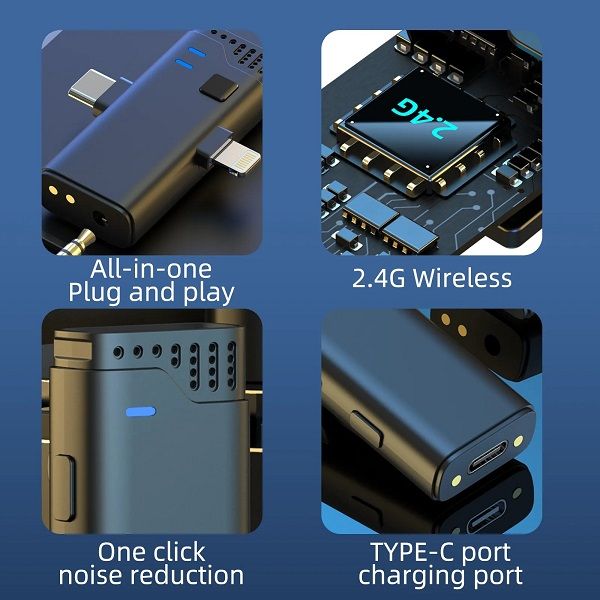 2.4G
All-in-one
Plug and play
2.4G Wireless
One click
noise reduction
TYPE-C port
charging port